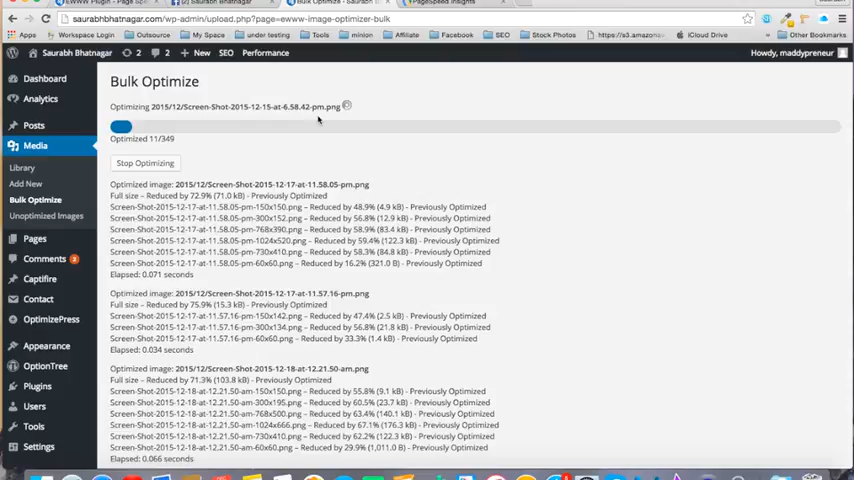 EWWW Plugin - Page Sp
Saurabh Bhatnagar
Bulk Optimize ‹ Saurabh B
PageSpeed Insights
saurabhbhatnagar.com/wp-admin/upload.php?page=ewww-image-optimizer-bulk
Apps Workspace Login Outsource under testing minion Affiliate Facebook SEO Stock Photos https://s3.amazonaw iCloud Drive Other Bookmarks
Saurabh Bhatnagar 2 2 + New SEO Performance Howdy, maddypreneur
Dashboard
Analytics
Posts
Media
Library
Add New
Bulk Optimize
Unoptimized Images
Pages
Comments 3
Captifire
Contact
OptimizePress
Appearance
OptionTree
Plugins
Users
Tools
Settings
Bulk Optimize
Optimizing 2015/12/Screen-Shot-2015-12-15-at-6.58.42-pm.png
Optimized 11/349
Stop Optimizing
Optimized image: 2015/12/Screen-Shot-2015-12-17-at-11.58.05-pm.png
Full size – Reduced by 72.9% (71.0 kB) - Previously Optimized
Screen-Shot-2015-12-17-at-11.58.05-pm-150x150.png – Reduced by 48.9% (4.9 kB) - Previously Optimized
Screen-Shot-2015-12-17-at-11.58.05-pm-300x152.png – Reduced by 56.8% (12.9 kB) - Previously Optimized
Screen-Shot-2015-12-17-at-11.58.05-pm-768x390.png – Reduced by 58.9% (83.4 kB) - Previously Optimized
Screen-Shot-2015-12-17-at-11.58.05-pm-1024x520.png – Reduced by 59.4% (122.3 kB) - Previously Optimized
Screen-Shot-2015-12-17-at-11.58.05-pm-730x410.png – Reduced by 58.3% (84.8 kB) - Previously Optimized
Screen-Shot-2015-12-17-at-11.58.05-pm-60x60.png – Reduced by 16.2% (321.0 B) - Previously Optimized
Elapsed: 0.071 seconds
Optimized image: 2015/12/Screen-Shot-2015-12-17-at-11.57.16-pm.png
Full size – Reduced by 75.9% (15.3 kB) - Previously Optimized
Screen-Shot-2015-12-17-at-11.57.16-pm-150x142.png – Reduced by 47.4% (2.5 kB) - Previously Optimized
Screen-Shot-2015-12-17-at-11.57.16-pm-300x134.png – Reduced by 56.8% (21.8 kB) - Previously Optimized
Screen-Shot-2015-12-17-at-11.57.16-pm-60x60.png – Reduced by 33.3% (1.4 kB) - Previously Optimized
Elapsed: 0.034 seconds
Optimized image: 2015/12/Screen-Shot-2015-12-18-at-12.21.50-am.png
Full size – Reduced by 71.3% (103.8 kB) - Previously Optimized
Screen-Shot-2015-12-18-at-12.21.50-am-150x150.png – Reduced by 55.8% (9.1 kB) - Previously Optimized
Screen-Shot-2015-12-18-at-12.21.50-am-300x195.png – Reduced by 60.5% (23.7 kB) - Previously Optimized
Screen-Shot-2015-12-18-at-12.21.50-am-768x500.png – Reduced by 63.4% (140.1 kB) - Previously Optimized
Screen-Shot-2015-12-18-at-12.21.50-am-1024x666.png – Reduced by 67.1% (176.3 kB) - Previously Optimized
Screen-Shot-2015-12-18-at-12.21.50-am-730x410.png – Reduced by 62.2% (122.3 kB) - Previously Optimized
Screen-Shot-2015-12-18-at-12.21.50-am-60x60.png – Reduced by 29.9% (1,011.0 B) - Previously Optimized
Elapsed: 0.066 seconds